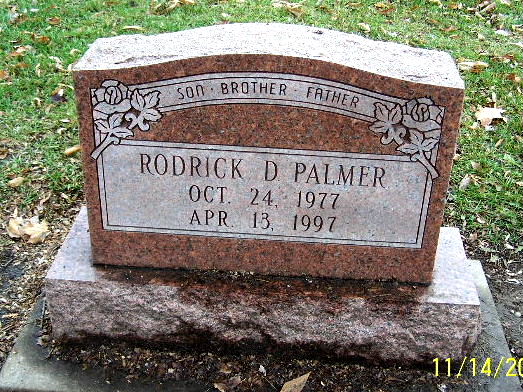 SON · BROTHER · FATHER
RODRICK D PALMER
OCT. 24, 1977
APR. 13, 1997
11/14/20